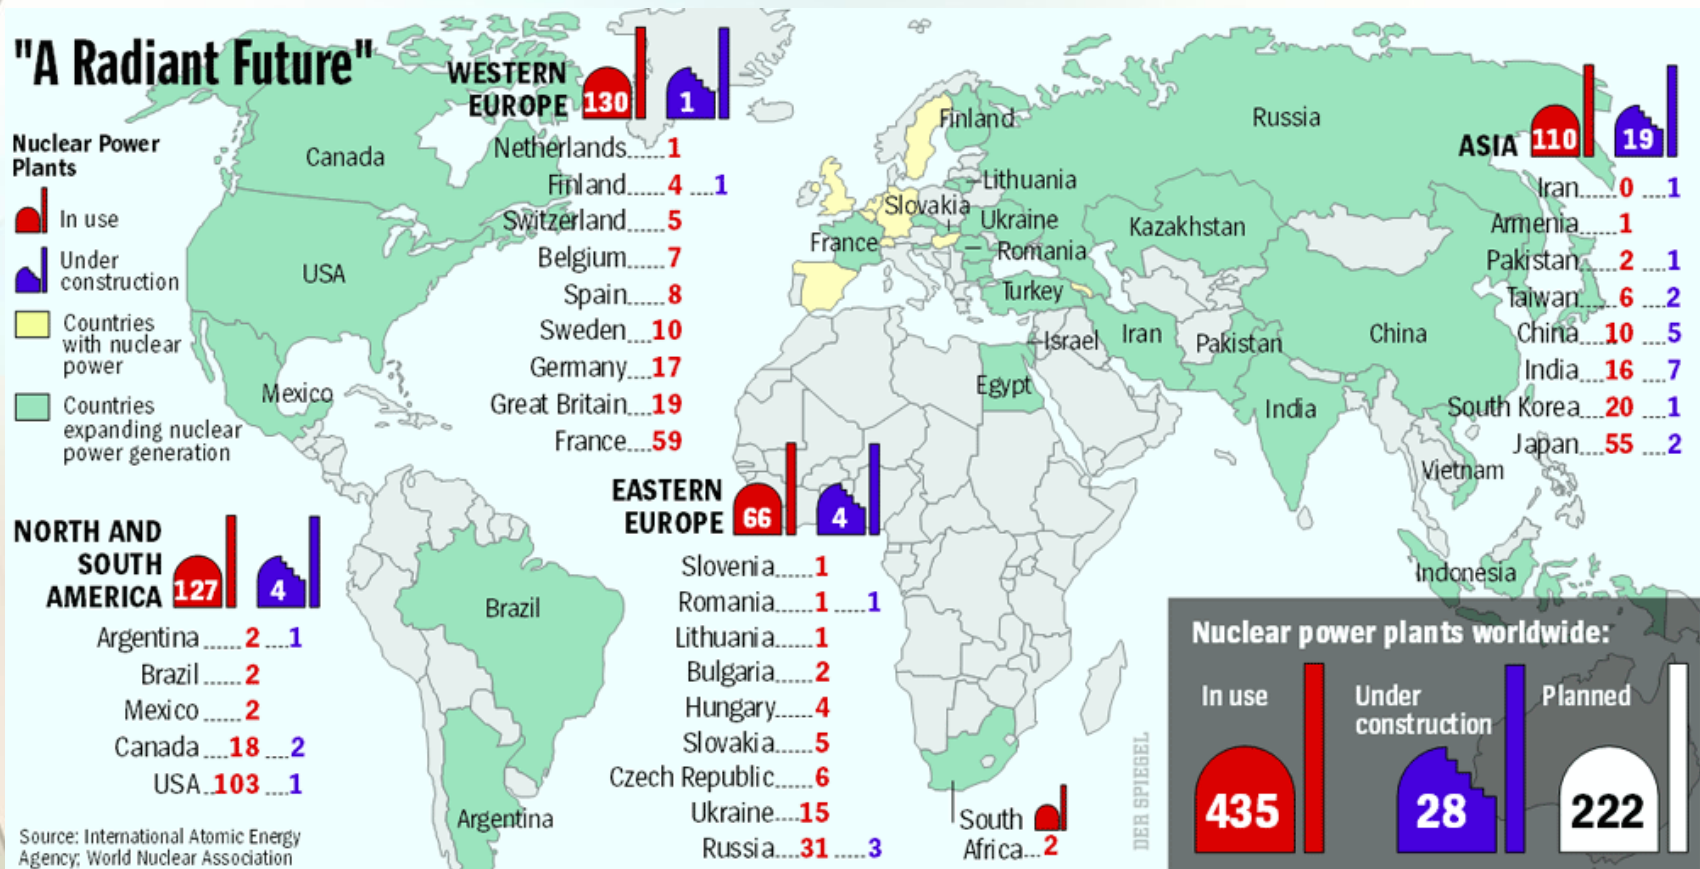 "A Radiant Future"
Nuclear Power
Plants
In use
Under
construction
Countries
with nuclear
power
Countries
expanding nuclear
power generation
WESTERN
EUROPE 130 1
Netherlands......1
Finland......4 ....1
Switzerland......5
Belgium......7
Spain......8
Sweden....10
Germany....17
Great Britain....19
France....59
ASIA 110 19
Iran.....0 ....1
Armenia.....1
Pakistan.....2 ....1
Taiwan.....6 ....2
China....10 ....5
India....16 ....7
South Korea....20 ....1
Japan....55 ....2
NORTH AND
SOUTH
AMERICA 127 4
Argentina ......2 ....1
Brazil ......2
Mexico ......2
Canada ....18 ....2
USA..103 ....1
EASTERN
EUROPE 66 4
Slovenia......1
Romania......1 .....1
Lithuania......1
Bulgaria......2
Hungary......4
Slovakia......5
Czech Republic......6
Ukraine....15
Russia....31 .....3
South
Africa...2
Canada
USA
Mexico
Brazil
Argentina
Finland
Lithuania
Slovakia
Ukraine
France
Romania
Turkey
Israel
Egypt
Russia
Kazakhstan
Iran
Pakistan
China
India
Vietnam
Indonesia
Nuclear power plants worldwide:
In use
Under
construction
Planned
435
28
222
DER SPIEGEL
Source: International Atomic Energy
Agency; World Nuclear Association